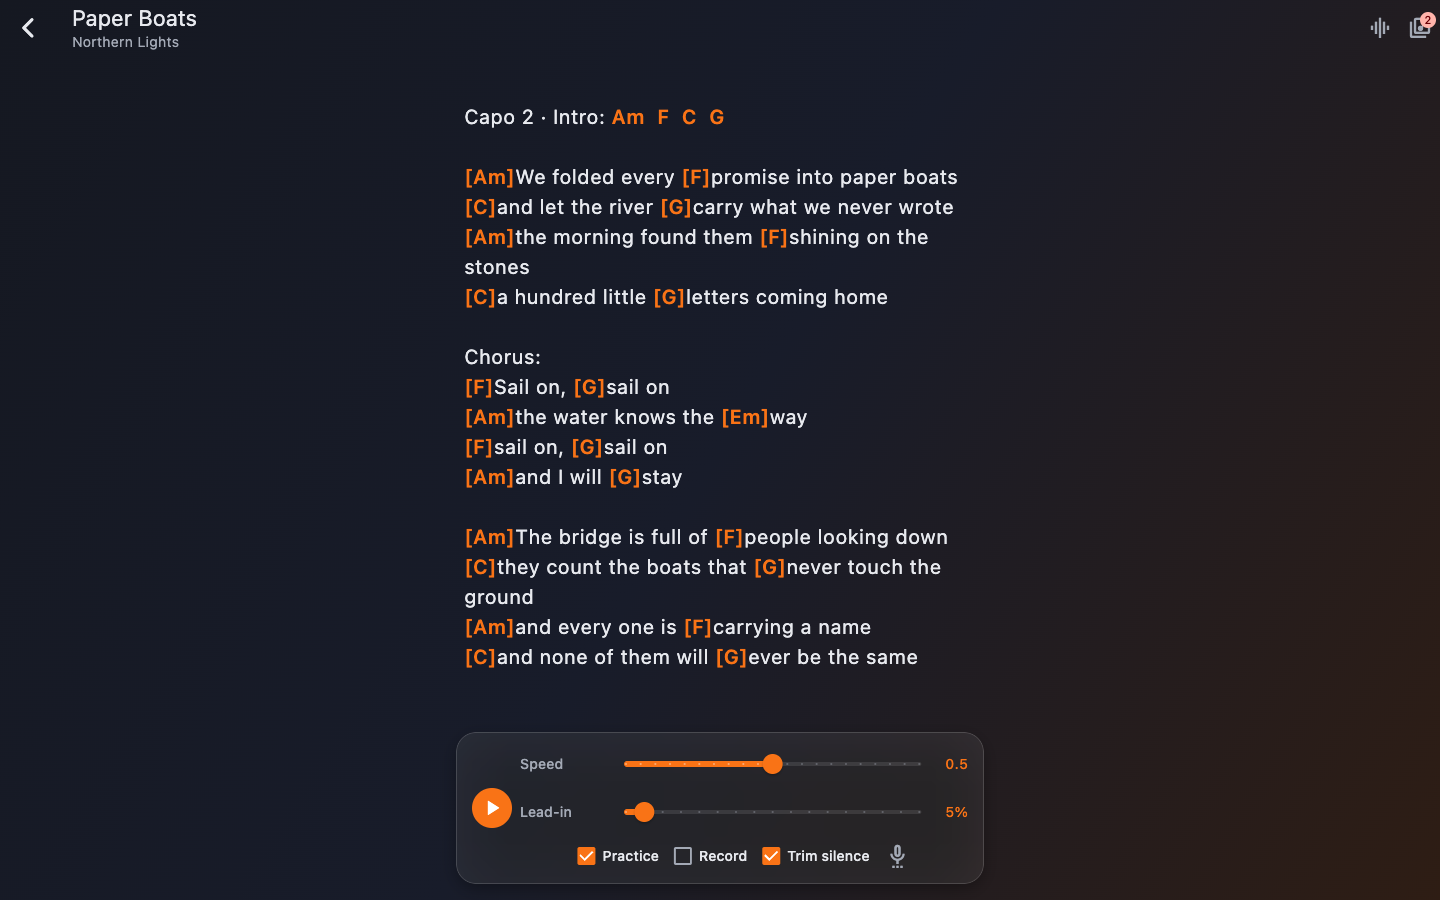 Paper Boats
Northern Lights
2
Capo 2 · Intro: Am F C G
[Am]We folded every [F]promise into paper boats
[C]and let the river [G]carry what we never wrote
[Am]the morning found them [F]shining on the
stones
[C]a hundred little [G]letters coming home
Chorus:
[F]Sail on, [G]sail on
[Am]the water knows the [Em]way
[F]sail on, [G]sail on
[Am]and I will [G]stay
[Am]The bridge is full of [F]people looking down
[C]they count the boats that [G]never touch the
ground
[Am]and every one is [F]carrying a name
[C]and none of them will [G]ever be the same
Speed 0.5
Lead-in 5%
Practice Record Trim silence